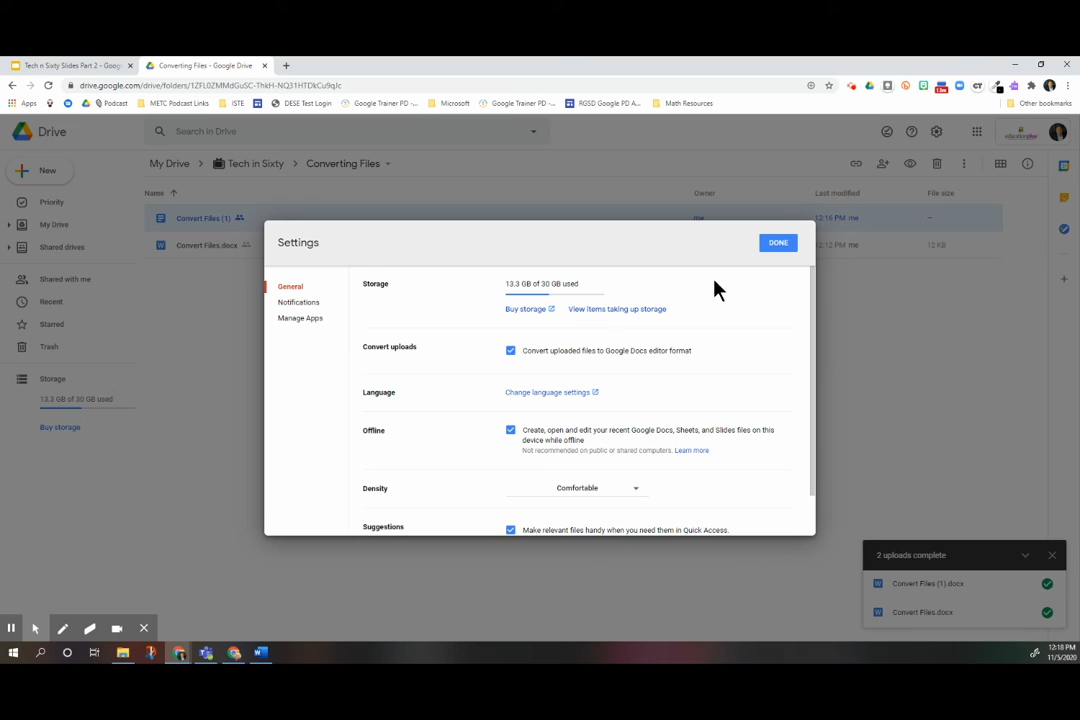 Tech n Sixty Slides Part 2 - Goog
Converting Files - Google Drive
drive.google.com/drive/folders/1ZFL0ZMMdGuSC-ThkH-NQ31HTDkCu9qJc
Apps
Podcast
METC Podcast Links
ISTE
DESE Test Login
Google Trainer PD -...
Microsoft
Google Trainer PD -...
RGSD Google PD A...
Math Resources
Other bookmarks
Drive
Search in Drive
New
My Drive
Tech in Sixty
Converting Files
Priority
My Drive
Shared drives
Shared with me
Recent
Starred
Trash
Storage
13.3 GB of 30 GB used
Buy storage
Name
Owner
Last modified
File size
Convert Files (1)
me
12:16 PM me
–
Convert Files.docx
12:12 PM me
12 KB
Settings
DONE
General
Notifications
Manage Apps
Storage
13.3 GB of 30 GB used
Buy storage
View items taking up storage
Convert uploads
Convert uploaded files to Google Docs editor format
Language
Change language settings
Offline
Create, open and edit your recent Google Docs, Sheets, and Slides files on this
device while offline
Not recommended on public or shared computers. Learn more
Density
Comfortable
Suggestions
Make relevant files handy when you need them in Quick Access.
2 uploads complete
Convert Files (1).docx
Convert Files.docx
12:18 PM
11/5/2020